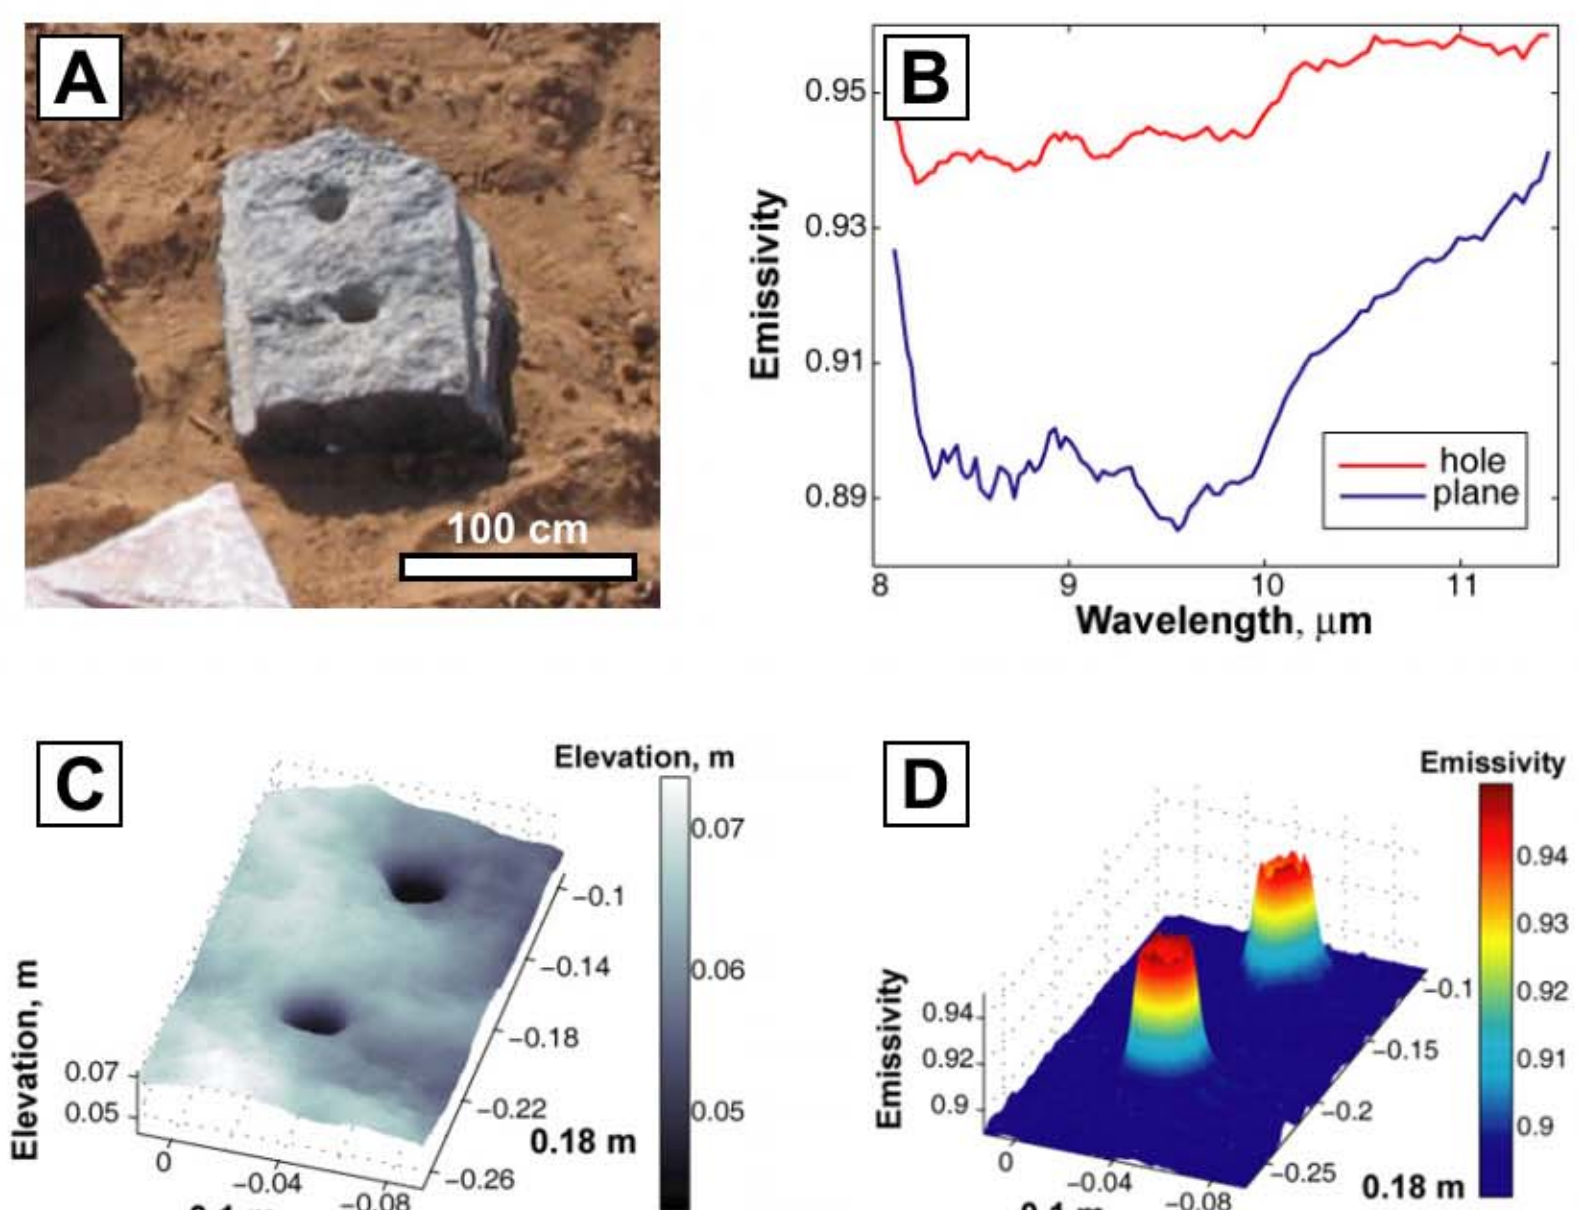 A
100 cm
B
0.95
0.93
0.91
0.89
Emissivity
hole
plane
8 9 10 11
Wavelength, μm
C
Elevation, m
0.07
0.06
0.05
−0.1
−0.14
−0.18
−0.22
−0.26
0.18 m
Elevation, m
0.07
0.05
0
−0.04
−0.08
D
Emissivity
0.94
0.93
0.92
0.91
0.9
−0.1
−0.15
−0.2
−0.25
0.18 m
Emissivity
0.94
0.92
0.9
0
−0.04
−0.08